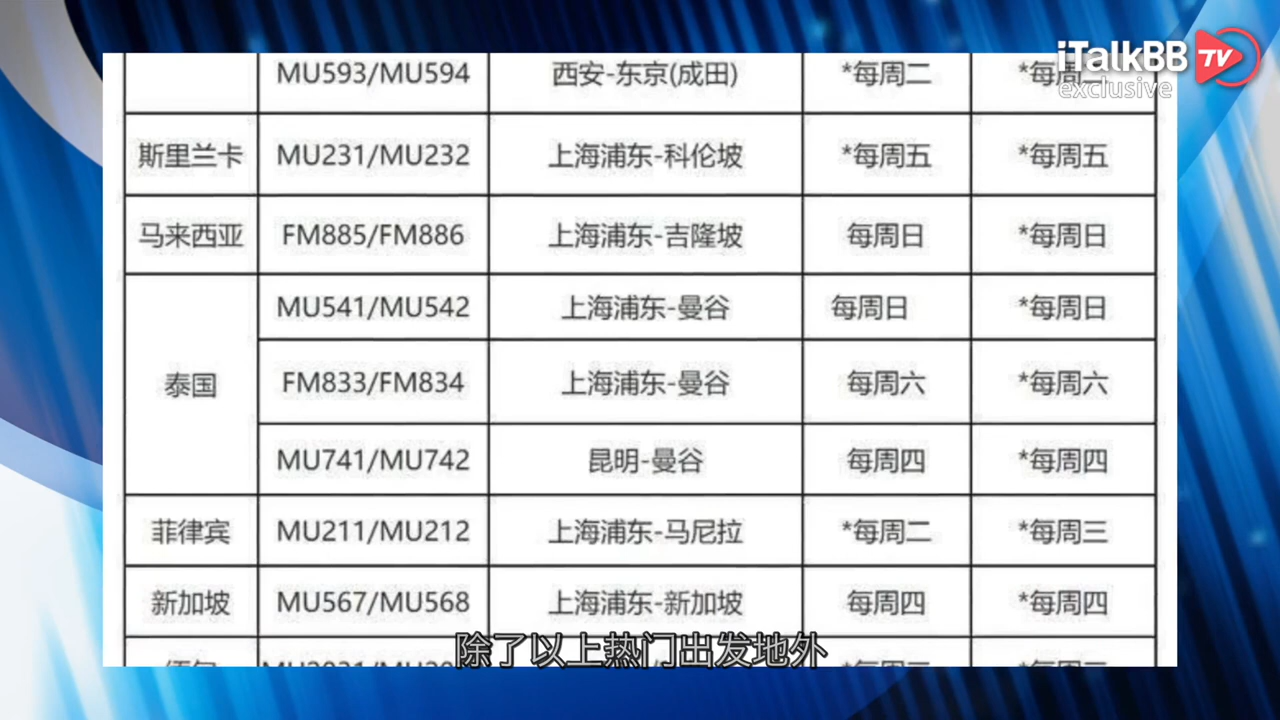 iTalkBB TV
exclusive
MU593/MU594 西安-东京(成田) *每周二
斯里兰卡 MU231/MU232 上海浦东-科伦坡 *每周五 *每周五
马来西亚 FM885/FM886 上海浦东-吉隆坡 每周日 *每周日
MU541/MU542 上海浦东-曼谷 每周日 *每周日
泰国 FM833/FM834 上海浦东-曼谷 每周六 *每周六
MU741/MU742 昆明-曼谷 每周四 *每周四
菲律宾 MU211/MU212 上海浦东-马尼拉 *每周二 *每周三
新加坡 MU567/MU568 上海浦东-新加坡 每周四 *每周四
除了以上热门出发地外